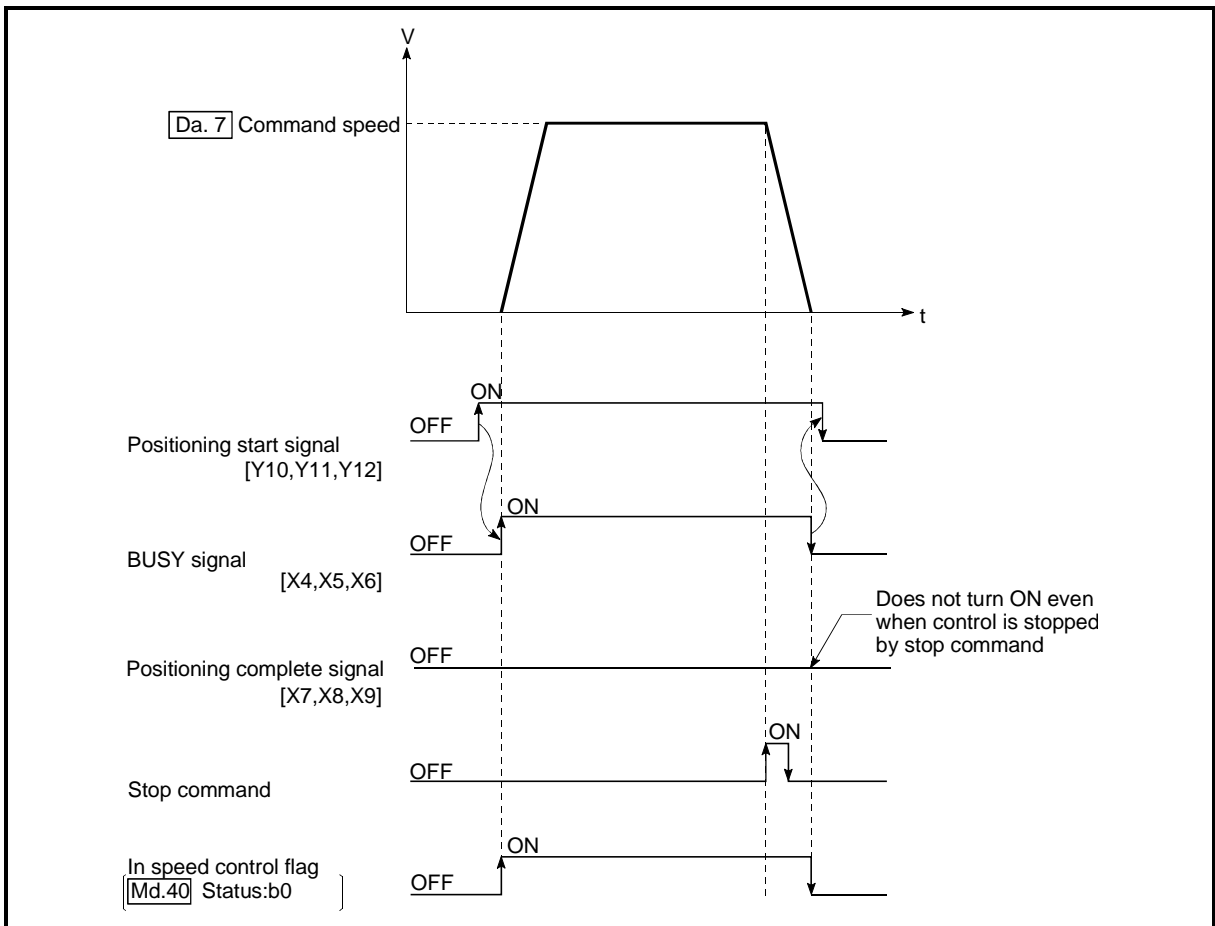 V
Da. 7 Command speed
t
ON
OFF
Positioning start signal
[Y10,Y11,Y12]
ON
OFF
BUSY signal
[X4,X5,X6]
Does not turn ON even
when control is stopped
by stop command
OFF
Positioning complete signal
[X7,X8,X9]
ON
OFF
Stop command
ON
In speed control flag
OFF
Md.40 Status:b0